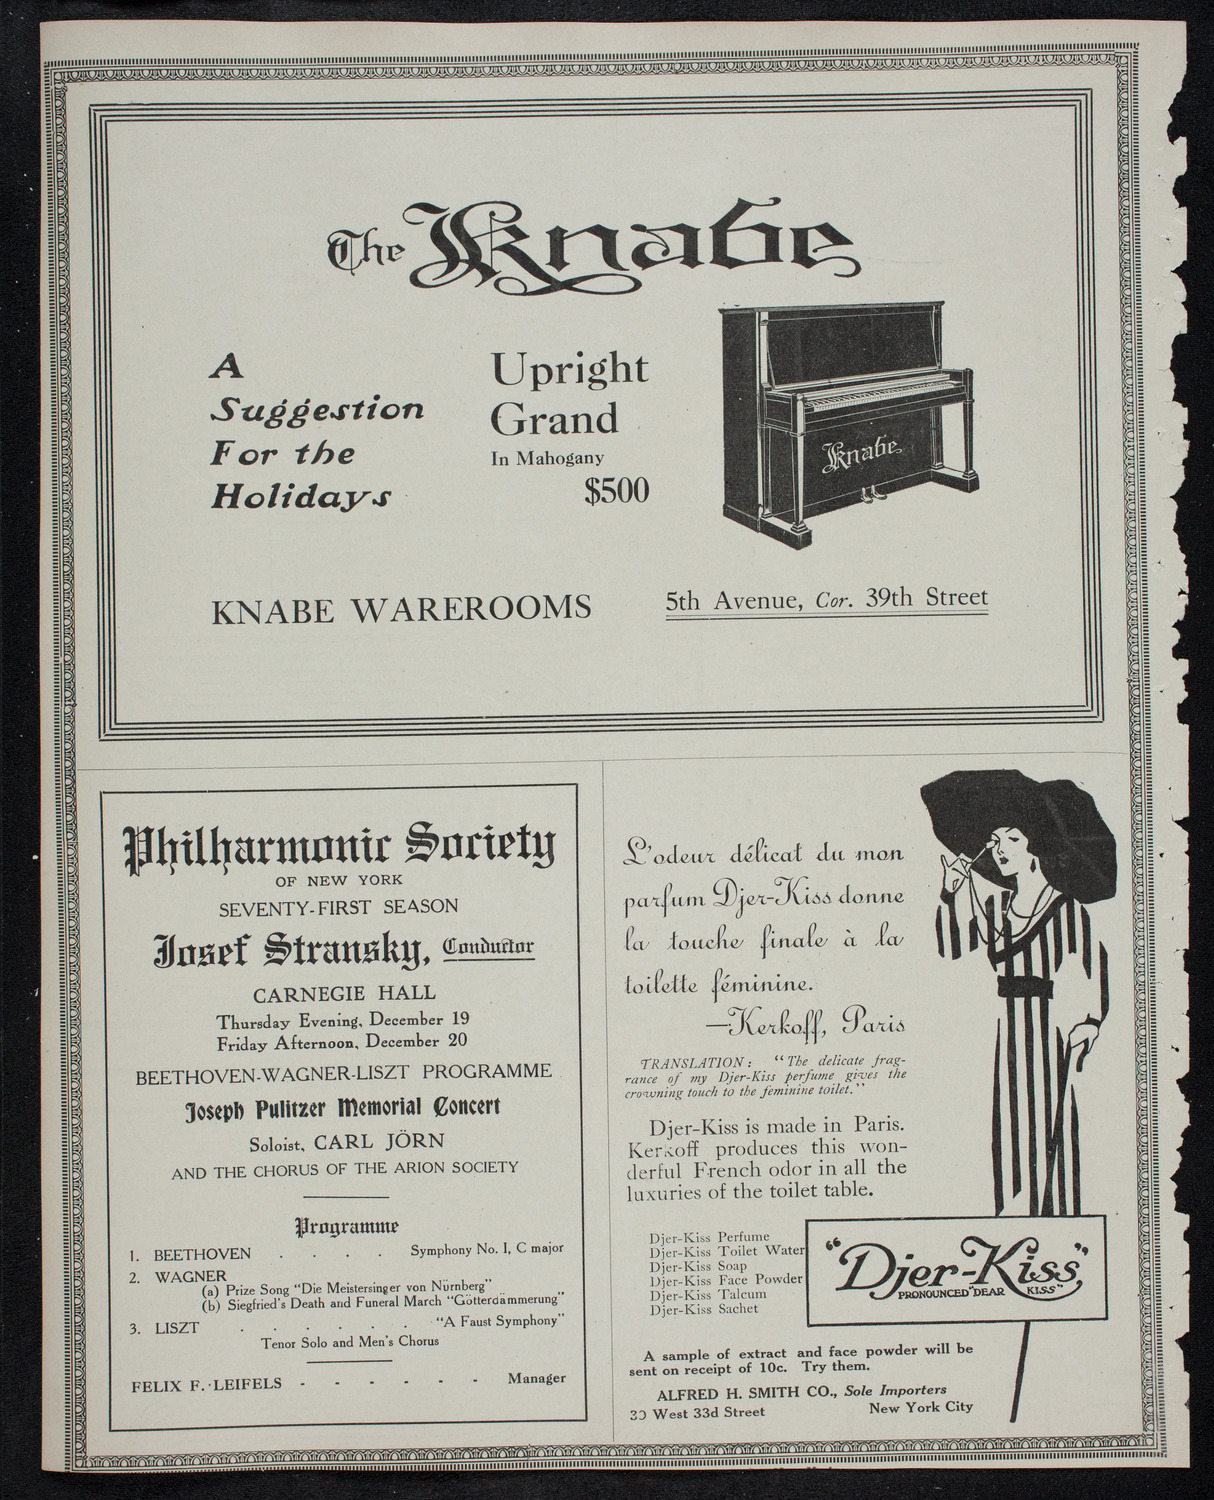 The Knabe
A
Suggestion
For the
Holidays
Upright
Grand
In Mahogany
$500
Knabe
KNABE WAREROOMS
5th Avenue, Cor. 39th Street
Philharmonic Society
OF NEW YORK
SEVENTY-FIRST SEASON
Josef Stransky, Conductor
CARNEGIE HALL
Thursday Evening, December 19
Friday Afternoon, December 20
BEETHOVEN-WAGNER-LISZT PROGRAMME
Joseph Pulitzer Memorial Concert
Soloist, CARL JÖRN
AND THE CHORUS OF THE ARION SOCIETY
Programme
1. BEETHOVEN . . . . Symphony No. I, C major
2. WAGNER
(a) Prize Song "Die Meistersinger von Nürnberg"
(b) Siegfried's Death and Funeral March "Götterdämmerung"
3. LISZT . . . . . . "A Faust Symphony"
Tenor Solo and Men's Chorus
FELIX F. LEIFELS - - - - - - Manager
L'odeur délicat du mon
parfum Djer-Kiss donne
la touche finale à la
toilette féminine.
—Kerkoff, Paris
TRANSLATION: "The delicate frag-
rance of my Djer-Kiss perfume gives the
crowning touch to the feminine toilet."
Djer-Kiss is made in Paris.
Kerkoff produces this won-
derful French odor in all the
luxuries of the toilet table.
Djer-Kiss Perfume
Djer-Kiss Toilet Water
Djer-Kiss Soap
Djer-Kiss Face Powder
Djer-Kiss Talcum
Djer-Kiss Sachet
"Djer-Kiss"
PRONOUNCED "DEAR KISS"
A sample of extract and face powder will be
sent on receipt of 10c. Try them.
ALFRED H. SMITH CO., Sole Importers
West 33d Street New York City